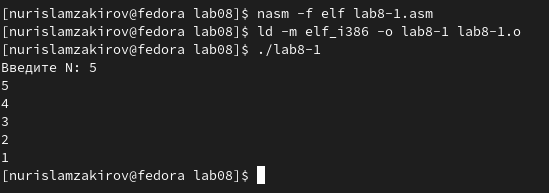 [nurislamzakirov@fedora lab08]$ nasm -f elf lab8-1.asm
[nurislamzakirov@fedora lab08]$ ld -m elf_i386 -o lab8-1 lab8-1.o
[nurislamzakirov@fedora lab08]$ ./lab8-1
Введите N: 5
5
4
3
2
1
[nurislamzakirov@fedora lab08]$